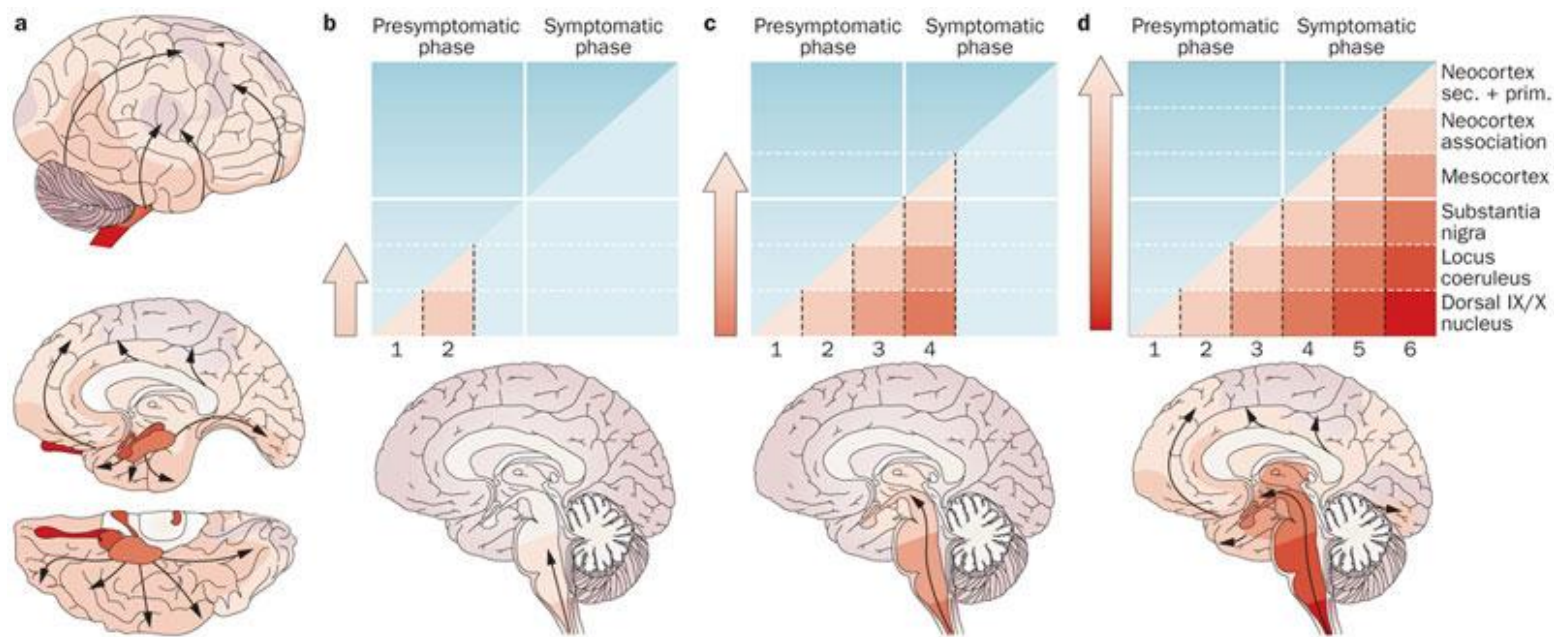 a
b
Presymptomatic phase
Symptomatic phase
1 2
c
Presymptomatic phase
Symptomatic phase
1 2 3 4
d
Presymptomatic phase
Symptomatic phase
Neocortex
sec. + prim.
Neocortex
association
Mesocortex
Substantia
nigra
Locus
coeruleus
Dorsal IX/X
nucleus
1 2 3 4 5 6